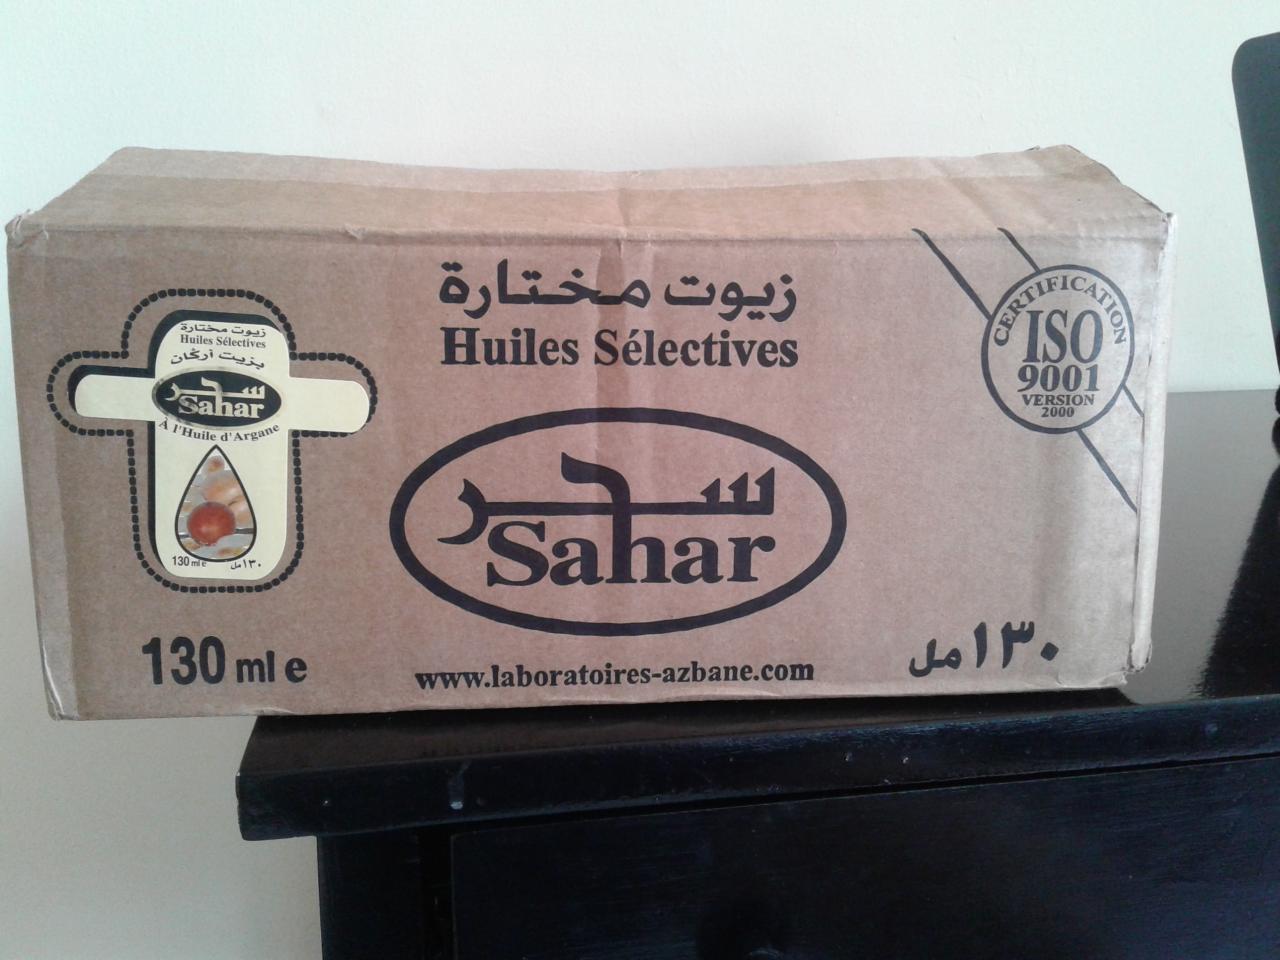 زيوت مختارة
Huiles Sélectives
سحر
Sahar
www.laboratoires-azbane.com
زيوت مختارة
Huiles Sélectives
بزيت أرڭان
سحر
Sahar
À l'Huile d'Argane
130 ml e
١٣٠ مل
130 ml e
١٣٠ مل
CERTIFICATION
ISO
9001
VERSION
2000